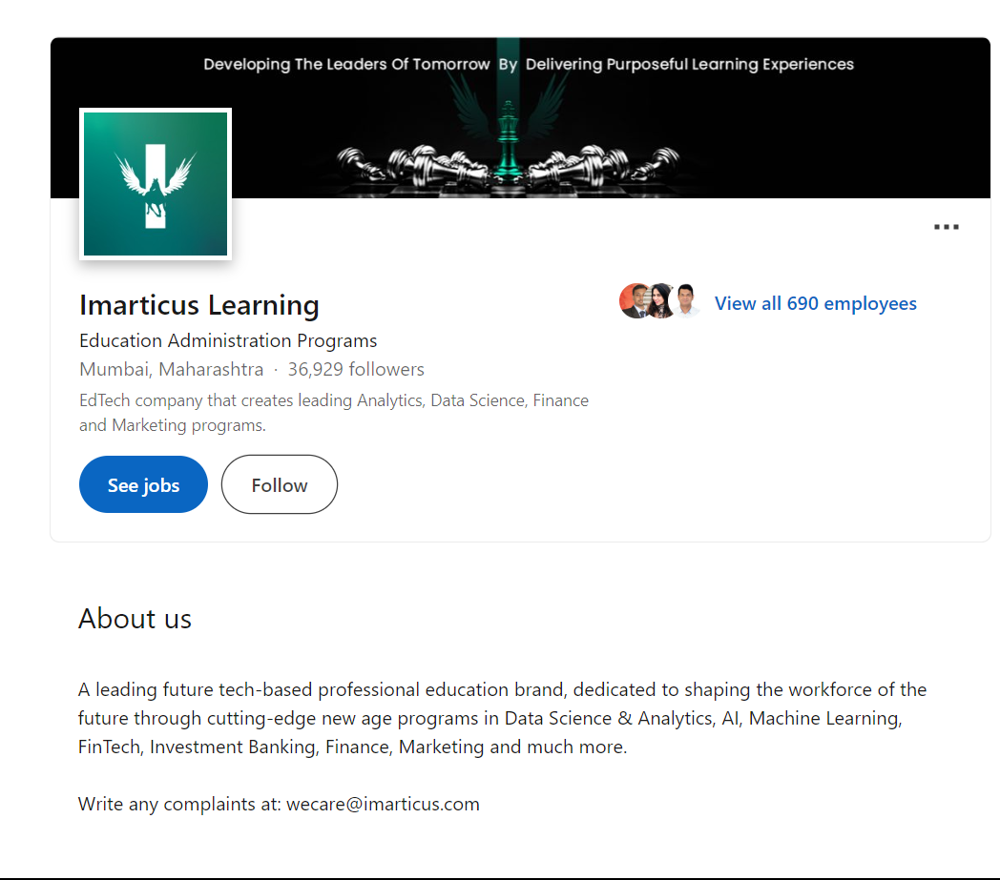 Developing The Leaders Of Tomorrow By Delivering Purposeful Learning Experiences
Imarticus Learning
View all 690 employees
Education Administration Programs
Mumbai, Maharashtra · 36,929 followers
EdTech company that creates leading Analytics, Data Science, Finance
and Marketing programs.
See jobs
Follow
About us
A leading future tech-based professional education brand, dedicated to shaping the workforce of the
future through cutting-edge new age programs in Data Science & Analytics, AI, Machine Learning,
FinTech, Investment Banking, Finance, Marketing and much more.
Write any complaints at: wecare@imarticus.com